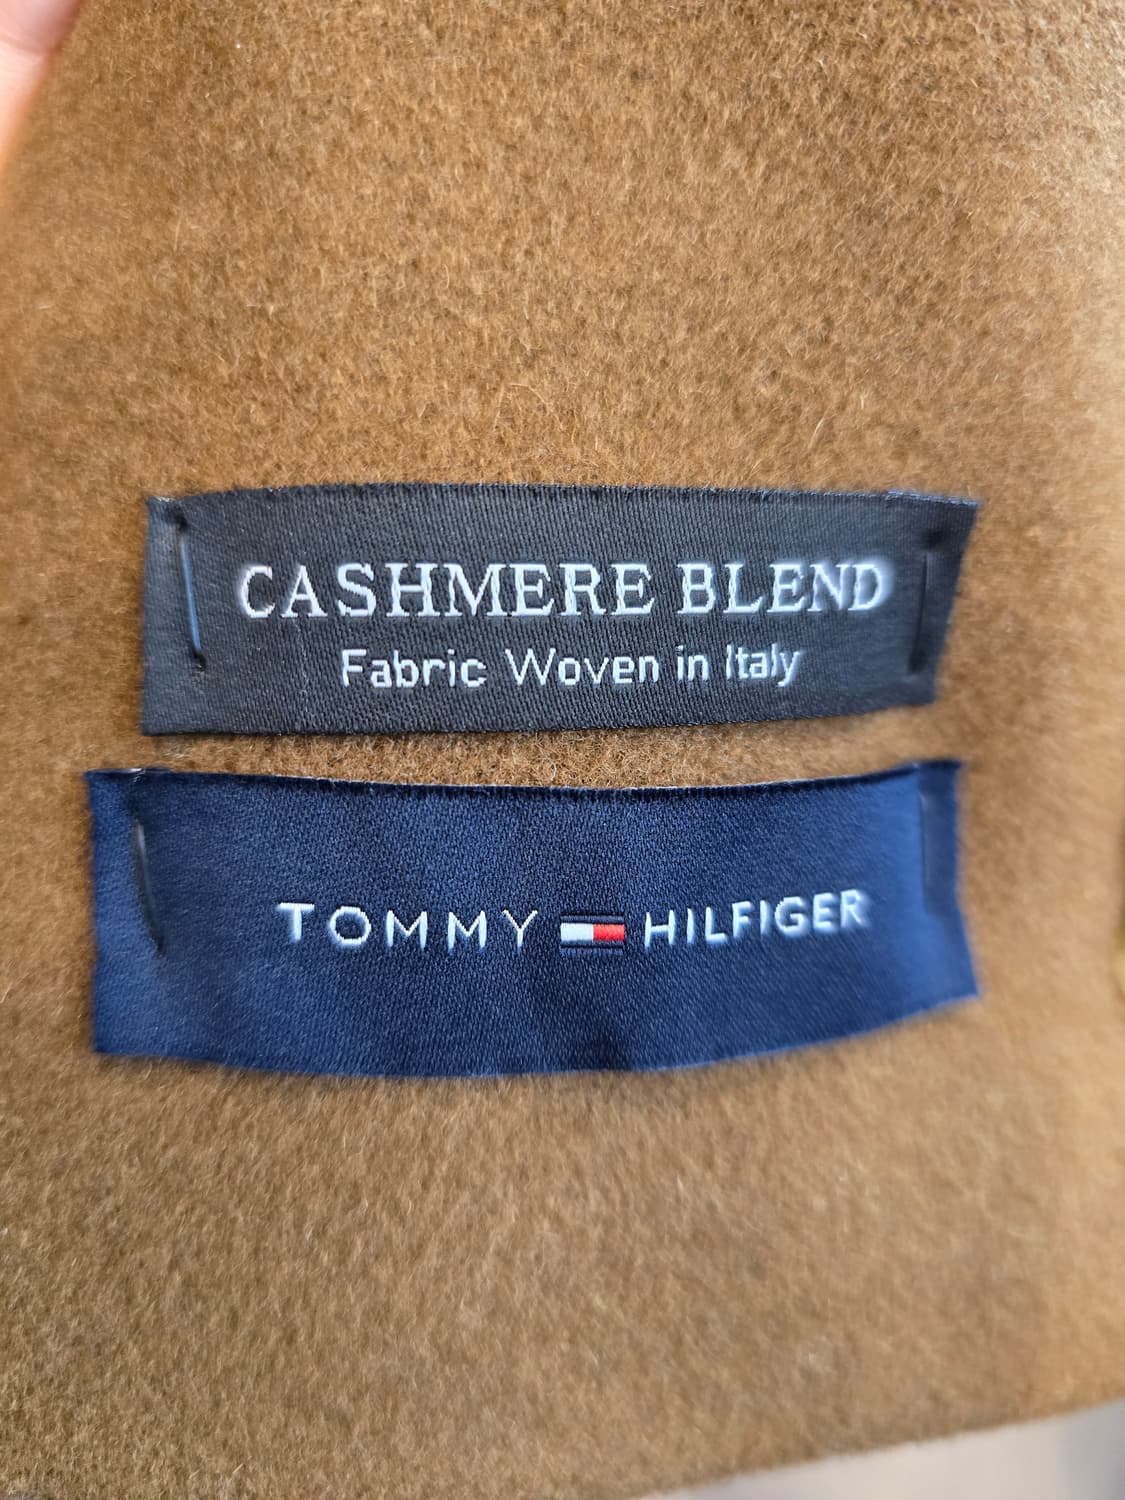 CASHMERE BLEND
Fabric Woven in Italy
TOMMY HILFIGER